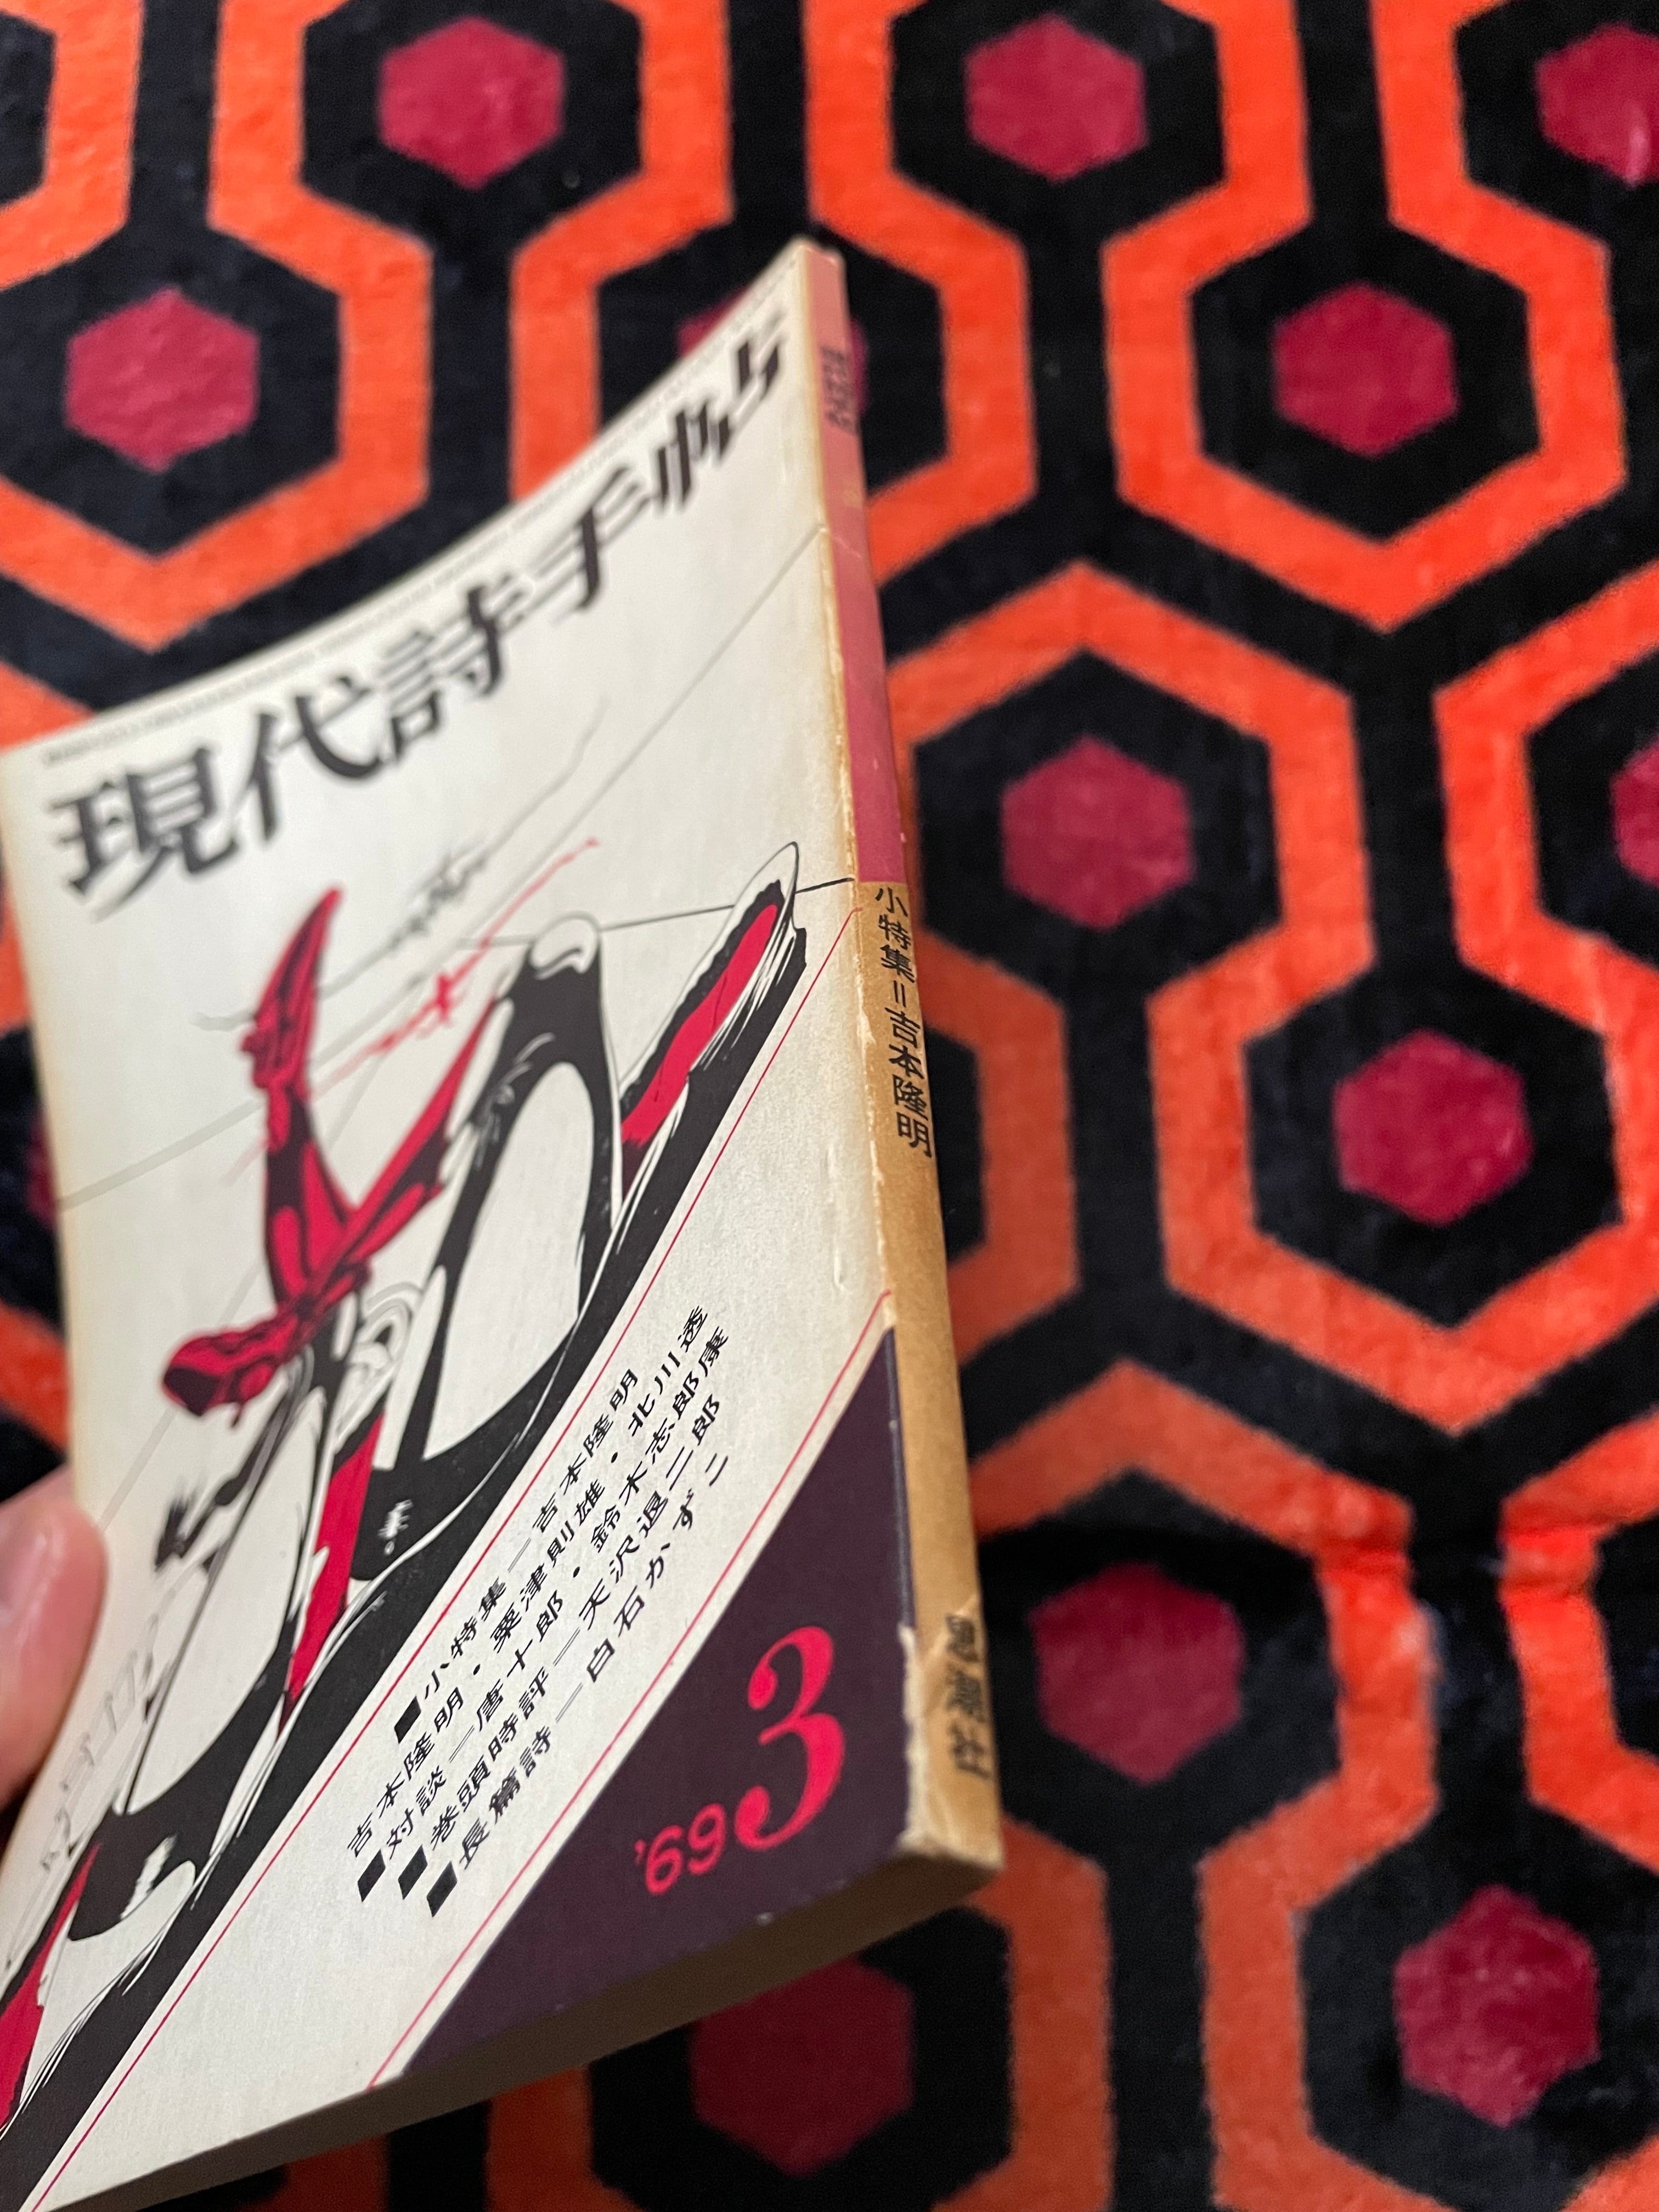 現代詩手帖
■小特集＝吉本隆明
吉本隆明・粟津則雄・北川透
■対談＝唐十郎・鈴木志郎康
■巻頭時評＝天沢退二郎
■長篇詩＝白石かずこ
'69 3
小特集＝吉本隆明
思潮社